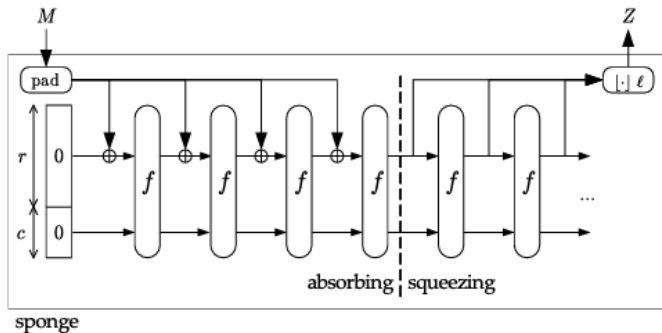 M Z
pad ⌊·⌋ ℓ
r 0 f f f f f f
c 0 ...
absorbing squeezing
sponge